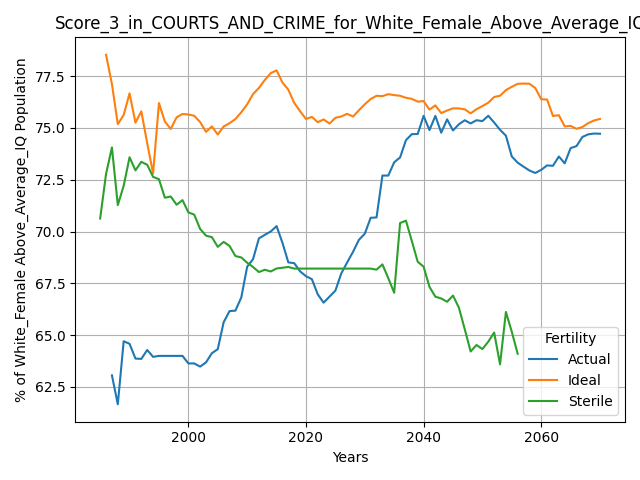 Score_3_in_COURTS_AND_CRIME_for_White_Female_Above_Average_IQ
% of White_Female Above_Average_IQ Population
77.5
75.0
72.5
70.0
67.5
65.0
62.5
2000
2020
2040
2060
Years
Fertility
Actual
Ideal
Sterile